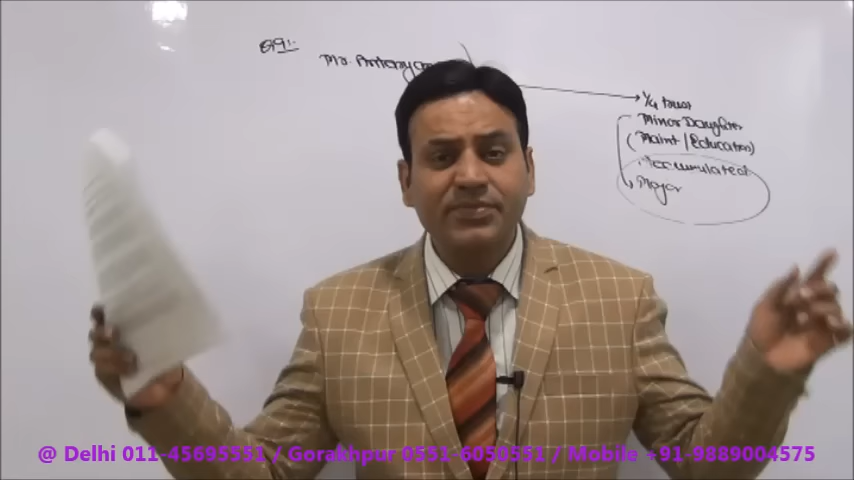 Q9:-
Mr. Antony
1/4 trust
Minor Daughter
(Maint/Education)
Accumulated
Major
@ Delhi 011-45695551 / Gorakhpur 0551-6050551 / Mobile +91-9889004575